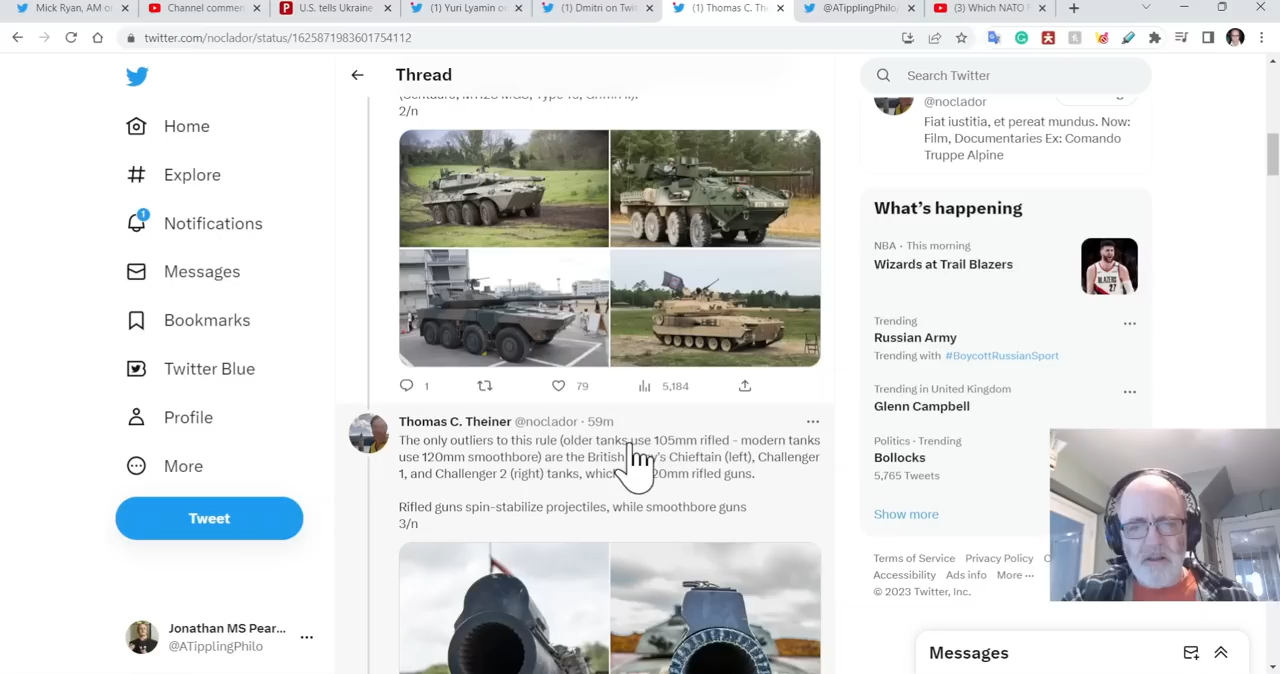 Mick Ryan, AM o
Channel commen
U.S. tells Ukraine
(1) Yuri Lyamin o
(1) Dmitri on Twi
(1) Thomas C. Th
@ATipplingPhilo/
(3) Which NATO
twitter.com/noclador/status/1625871983601754112
Thread
2/n
1
79
5,184
Thomas C. Theiner @noclador · 59m
The only outliers to this rule (older tanks use 105mm rifled - modern tanks
use 120mm smoothbore) are the British Chieftain (left), Challenger
1, and Challenger 2 (right) tanks, which 20mm rifled guns.
Rifled guns spin-stabilize projectiles, while smoothbore guns
3/n
Home
Explore
1
Notifications
Messages
Bookmarks
Twitter Blue
Profile
More
Tweet
Jonathan MS Pear...
@ATipplingPhilo
Search Twitter
@noclador
Fiat iustitia, et pereat mundus. Now:
Film, Documentaries Ex: Comando
Truppe Alpine
What's happening
NBA · This morning
Wizards at Trail Blazers
Trending
Russian Army
Trending with #BoycottRussianSport
Trending in United Kingdom
Glenn Campbell
Politics · Trending
Bollocks
5,765 Tweets
Show more
Terms of Service Privacy Policy
Accessibility Ads info More ···
© 2023 Twitter, Inc.
Messages